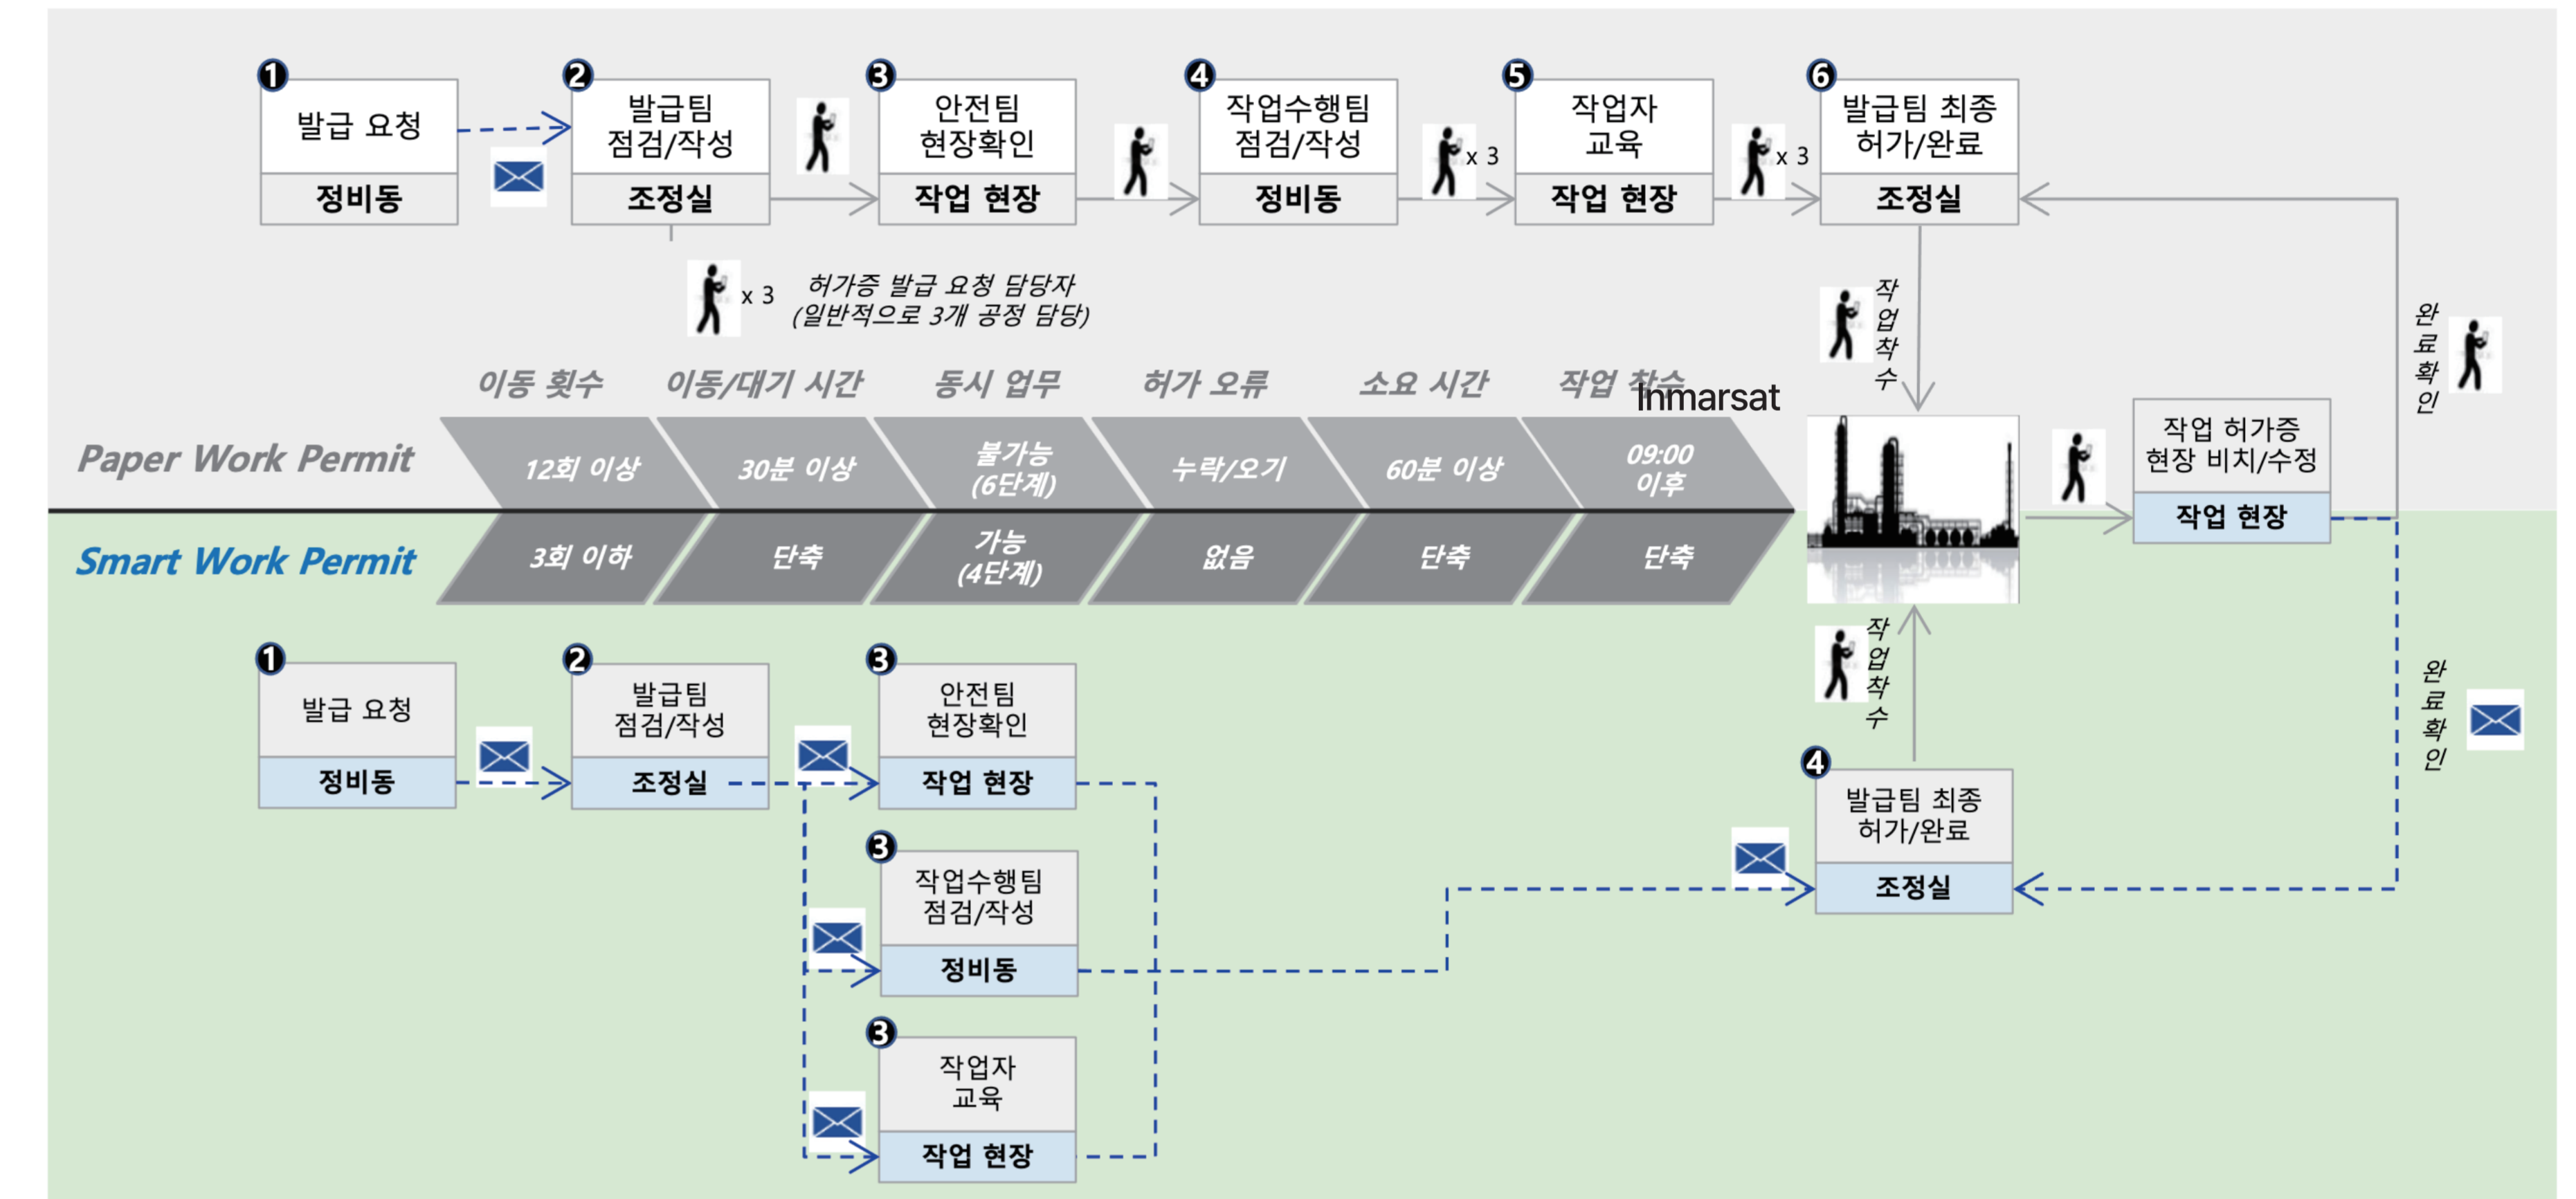 1
발급 요청
정비동
2
발급팀
점검/작성
조정실
3
안전팀
현장확인
작업 현장
4
작업수행팀
점검/작성
정비동
x 3
5
작업자
교육
작업 현장
x 3
6
발급팀 최종
허가/완료
조정실
x 3
허가증 발급 요청 담당자
(일반적으로 3개 공정 담당)
작업착수
완료확인
이동 횟수
이동/대기 시간
동시 업무
허가 오류
소요 시간
작업 착수
Inmarsat
Paper Work Permit
12회 이상
30분 이상
불가능
(6단계)
누락/오기
60분 이상
09:00
이후
작업 허가증
현장 비치/수정
작업 현장
Smart Work Permit
3회 이하
단축
가능
(4단계)
없음
단축
단축
작업착수
완료확인
1
발급 요청
정비동
2
발급팀
점검/작성
조정실
3
안전팀
현장확인
작업 현장
3
작업수행팀
점검/작성
정비동
3
작업자
교육
작업 현장
4
발급팀 최종
허가/완료
조정실